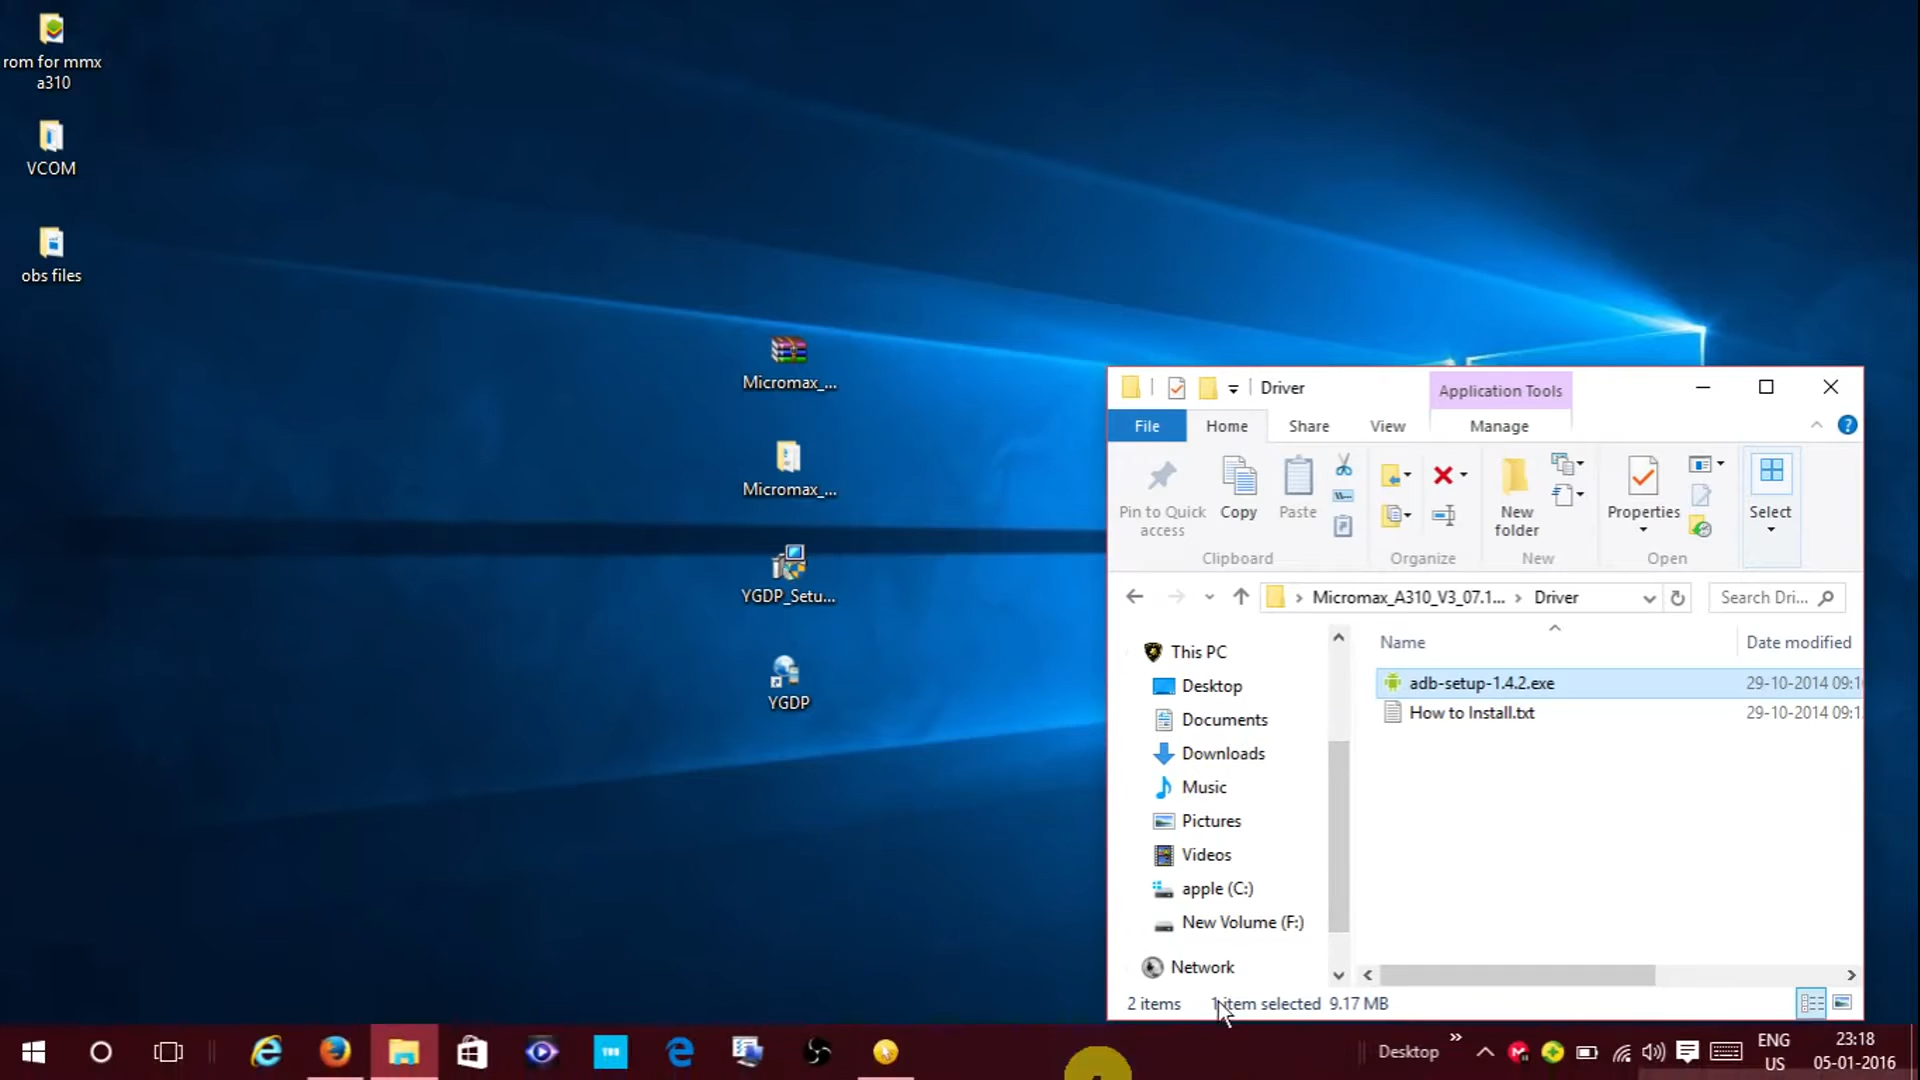 rom for mmx
a310
VCOM
obs files
Micromax_...
Micromax_...
YGDP_Setu...
YGDP
Driver
Application Tools
File
Home
Share
View
Manage
Pin to Quick
access
Copy
Paste
New
folder
Properties
Select
Clipboard
Organize
New
Open
Micromax_A310_V3_07.1... > Driver
Search Dri...
This PC
Desktop
Documents
Downloads
Music
Pictures
Videos
apple (C:)
New Volume (F:)
Network
Name
Date modified
adb-setup-1.4.2.exe
29-10-2014 09:1
How to Install.txt
29-10-2014 09:1
2 items
1 item selected 9.17 MB
Desktop
ENG
US
23:18
05-01-2016